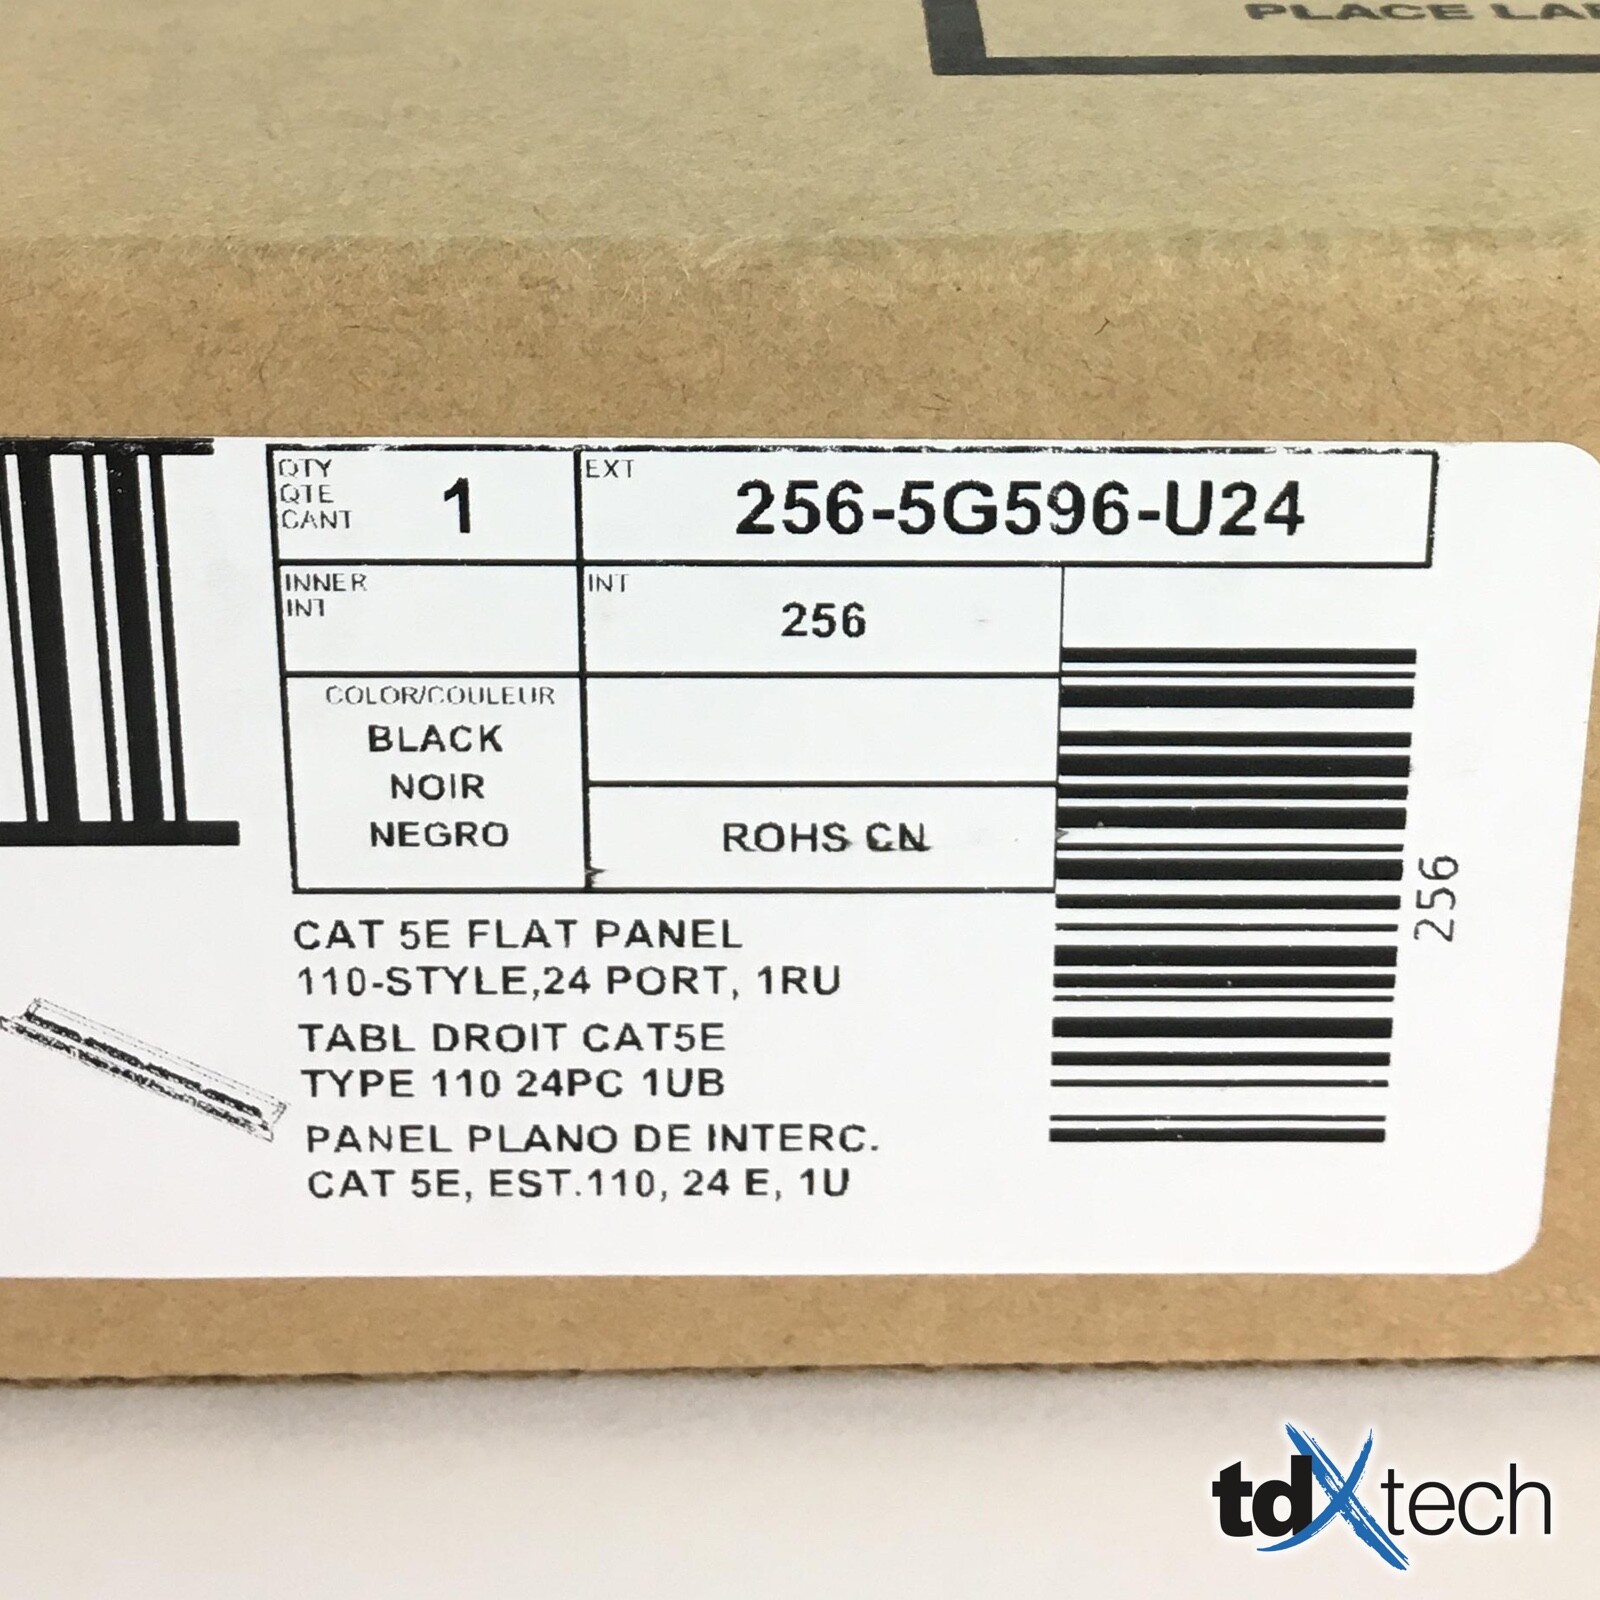 PLACE
QTY
QTE
CANT
1
EXT
256-5G596-U24
INNER
INT
INT
256
COLOR/COULEUR
BLACK
NOIR
NEGRO
ROHS CN
256
CAT 5E FLAT PANEL
110-STYLE,24 PORT, 1RU
TABL DROIT CAT5E
TYPE 110 24PC 1UB
PANEL PLANO DE INTERC.
CAT 5E, EST.110, 24 E, 1U
tdXtech